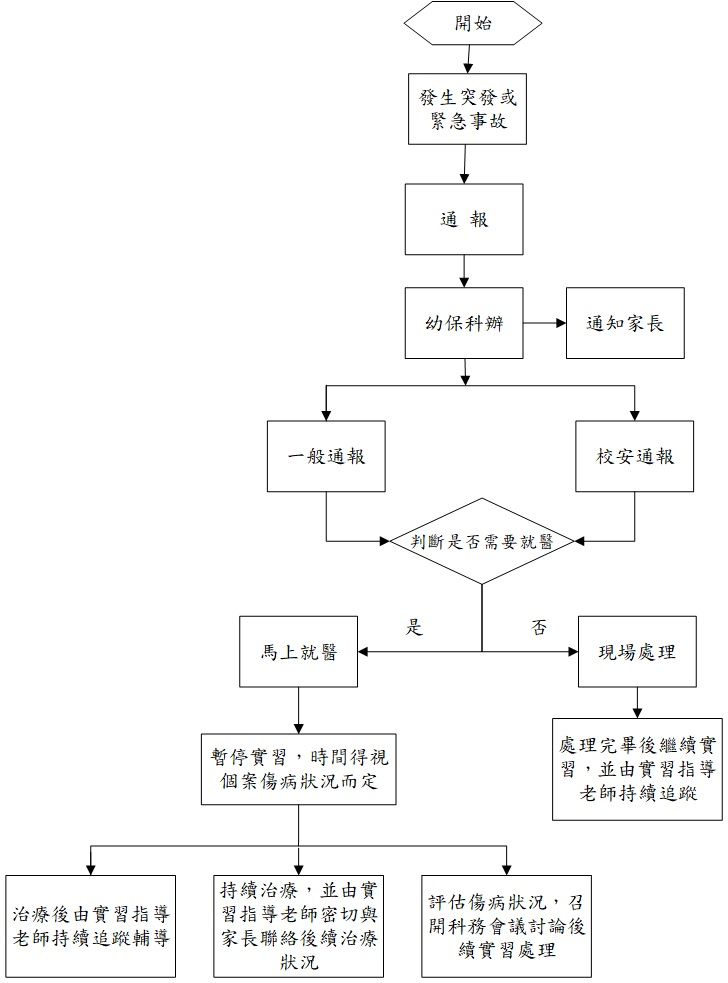 開始
發生突發或
緊急事故
通 報
幼保科辦
通知家長
一般通報
校安通報
判斷是否需要就醫
是
否
馬上就醫
現場處理
暫停實習，時間得視
個案傷病狀況而定
處理完畢後繼續實
習，並由實習指導
老師持續追蹤
治療後由實習指導
老師持續追蹤輔導
持續治療，並由實
習指導老師密切與
家長聯絡後續治療
狀況
評估傷病狀況，召
開科務會議討論後
續實習處理